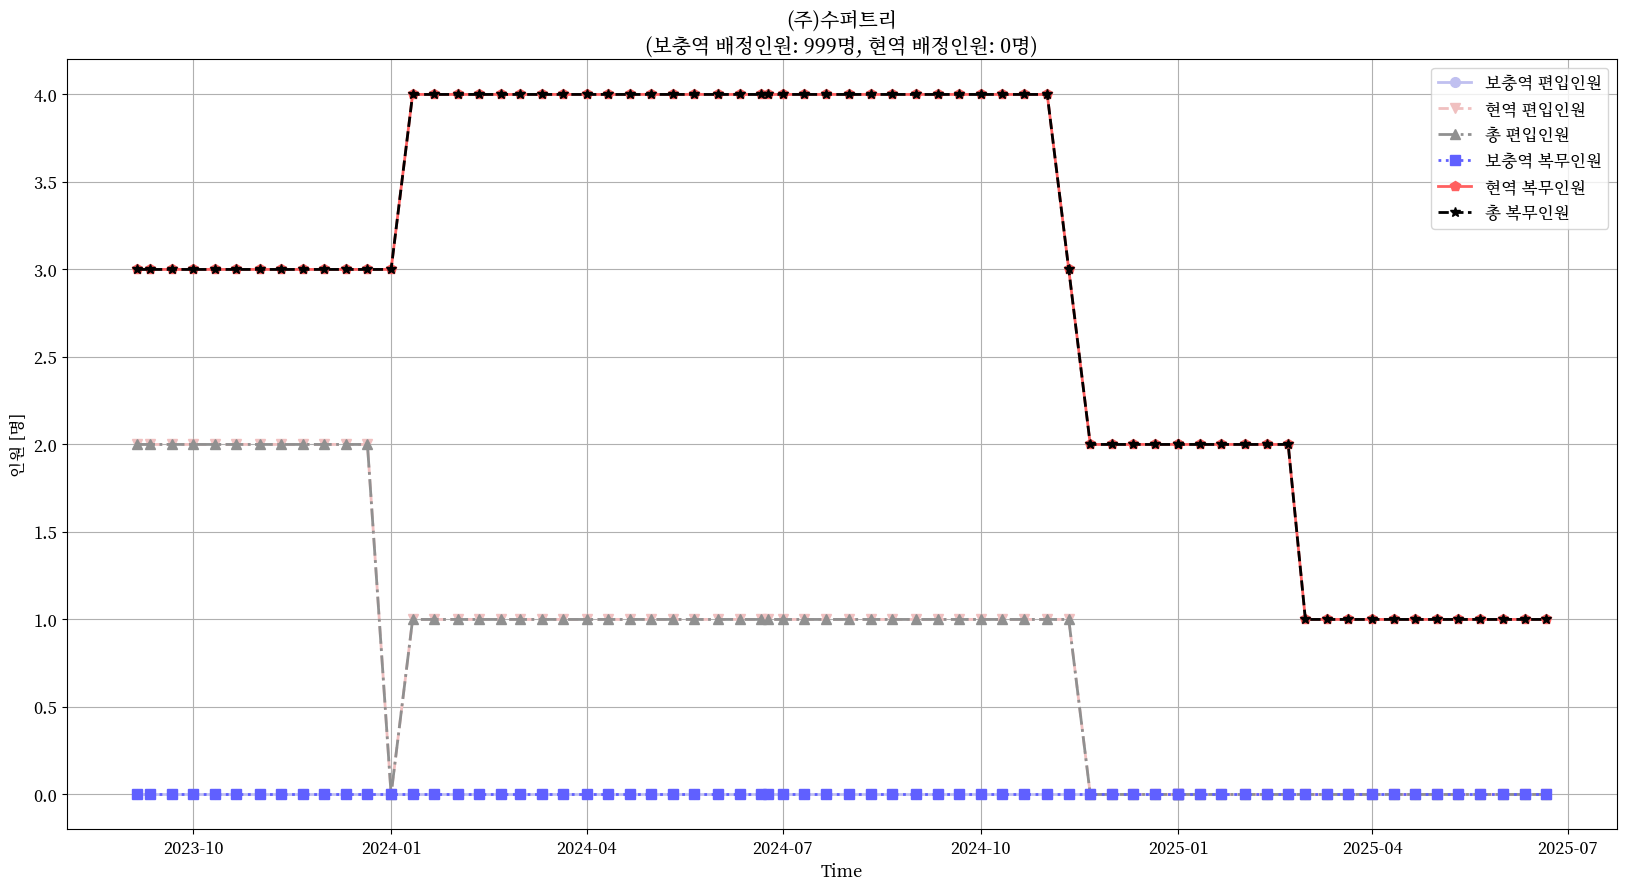 (주)수퍼트리
(보충역 배정인원: 999명, 현역 배정인원: 0명)
보충역 편입인원
현역 편입인원
총 편입인원
보충역 복무인원
현역 복무인원
총 복무인원
인원 [명]
4.0
3.5
3.0
2.5
2.0
1.5
1.0
0.5
0.0
2023-10 2024-01 2024-04 2024-07 2024-10 2025-01 2025-04 2025-07
Time